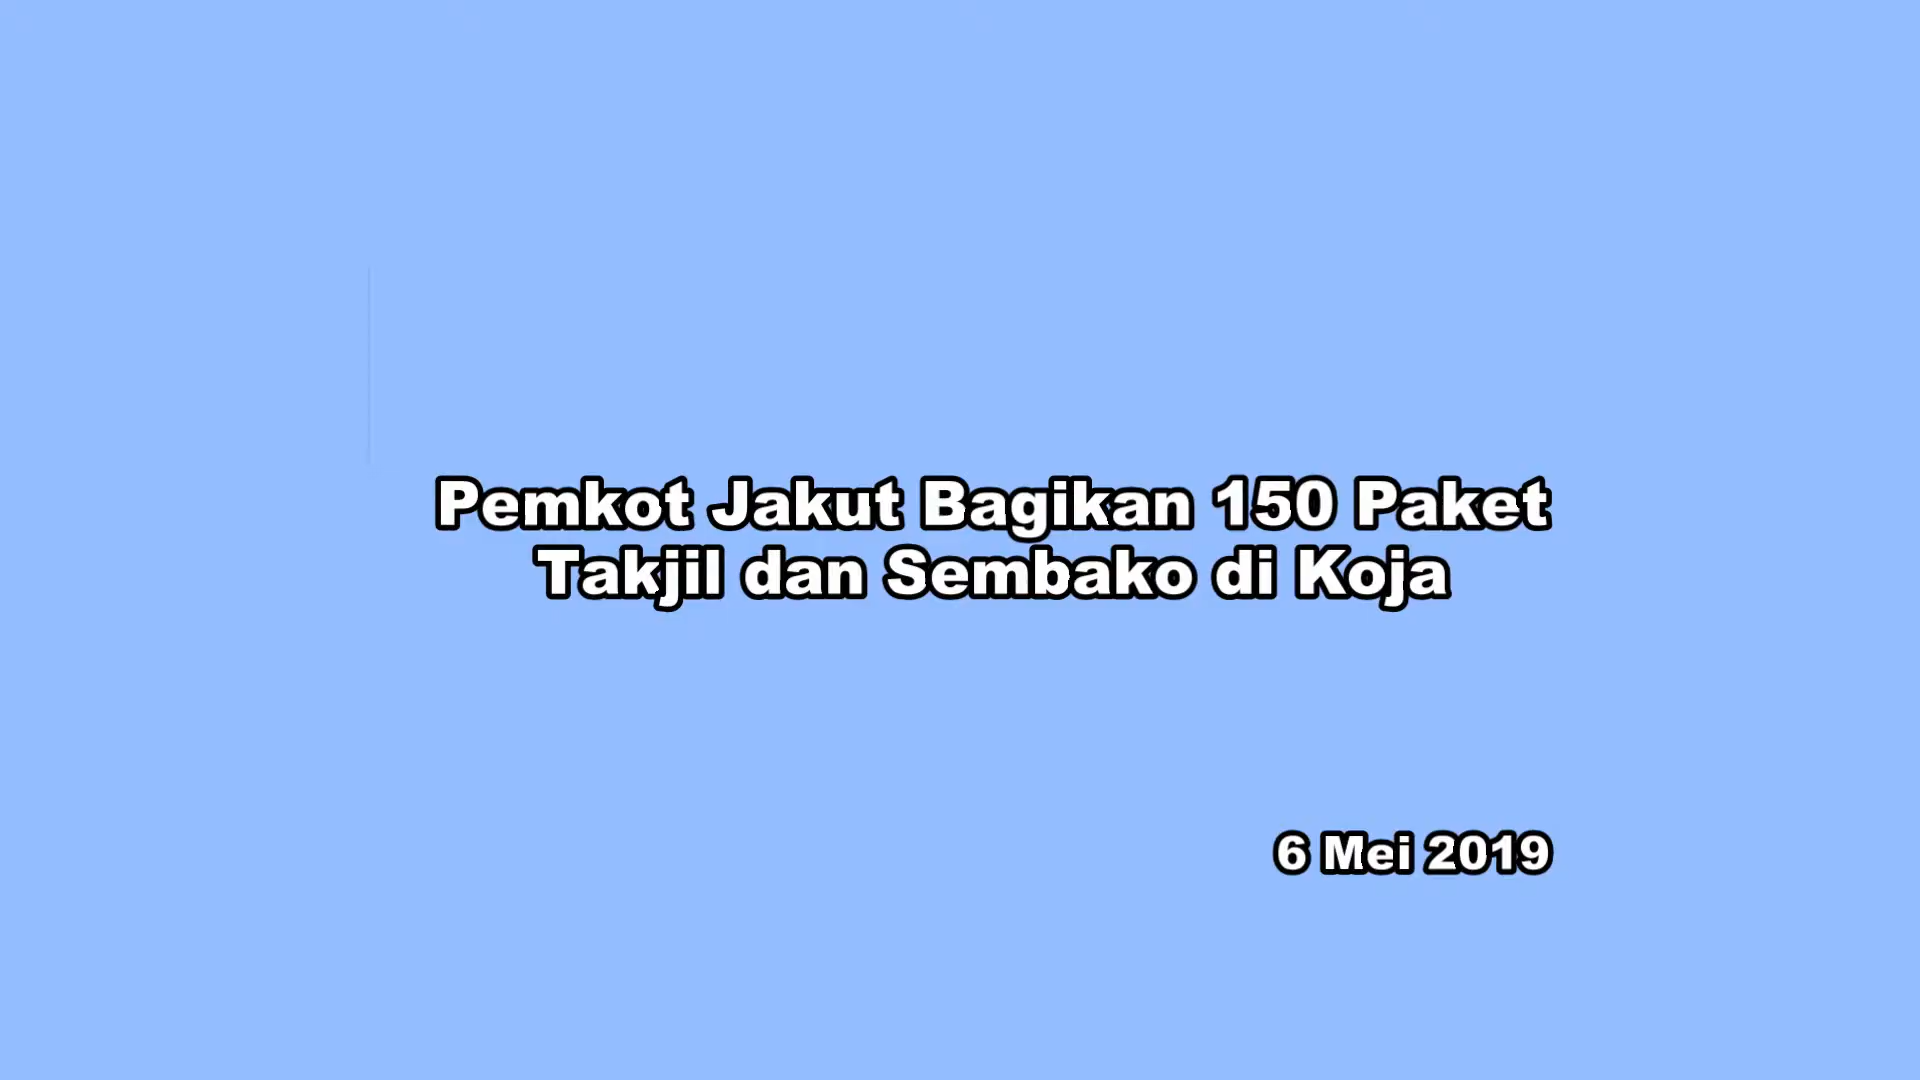 Pemkot Jakut Bagikan 150 Paket
Takjil dan Sembako di Koja
6 Mei 2019